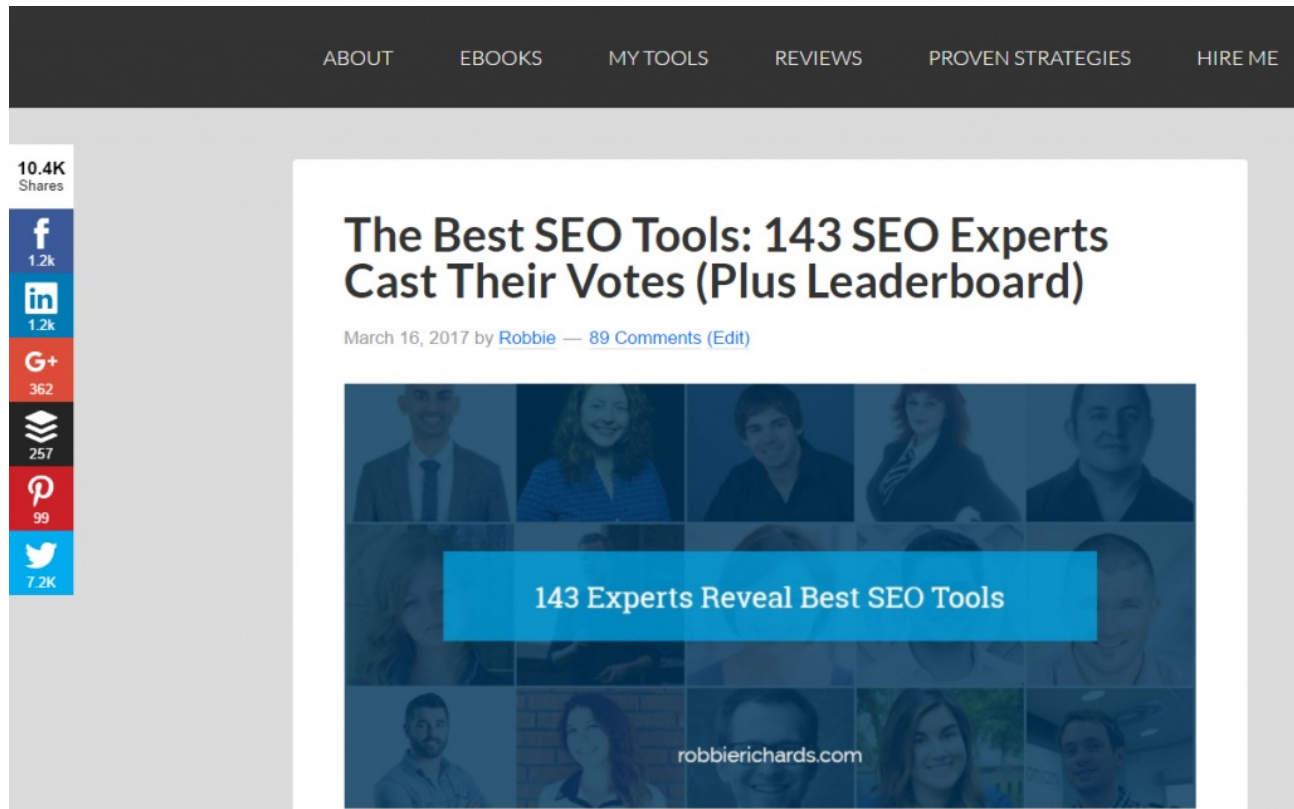 ABOUT EBOOKS MY TOOLS REVIEWS PROVEN STRATEGIES HIRE ME
10.4K
Shares
f
1.2k
in
1.2k
G+
362
257
99
7.2K
The Best SEO Tools: 143 SEO Experts
Cast Their Votes (Plus Leaderboard)
March 16, 2017 by Robbie — 89 Comments (Edit)
143 Experts Reveal Best SEO Tools
robbierichards.com